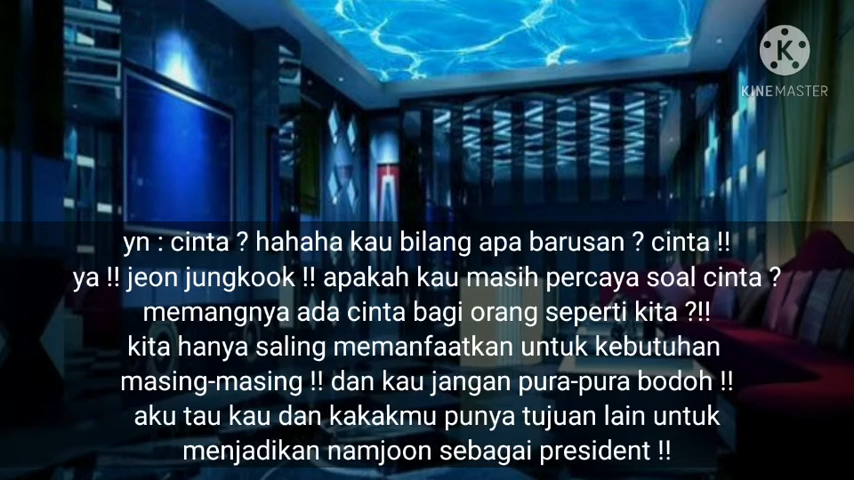 KINEMASTER
yn : cinta ? hahaha kau bilang apa barusan ? cinta !!
ya !! jeon jungkook !! apakah kau masih percaya soal cinta ?
memangnya ada cinta bagi orang seperti kita ?!!
kita hanya saling memanfaatkan untuk kebutuhan
masing-masing !! dan kau jangan pura-pura bodoh !!
aku tau kau dan kakakmu punya tujuan lain untuk
menjadikan namjoon sebagai president !!